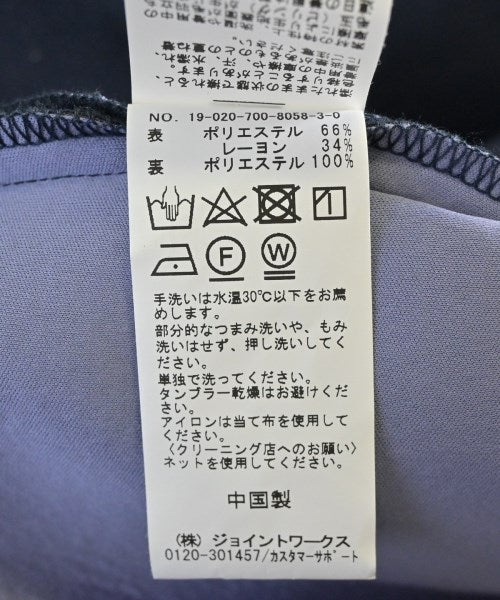 NO. 19-020-700-8058-3-0
表 ポリエステル 66%
レーヨン 34%
裏 ポリエステル 100%
F W
手洗いは水温30℃以下をお薦
めします。
部分的なつまみ洗いや、もみ
洗いはせず、押し洗いしてく
ださい。
単独で洗ってください。
タンブラー乾燥はお避けくだ
さい。
アイロンは当て布を使用して
ください。
〈クリーニング店へのお願い〉
ネットを使用してください。
中国製
(株) ジョイントワークス
0120-301457/カスタマーサポート